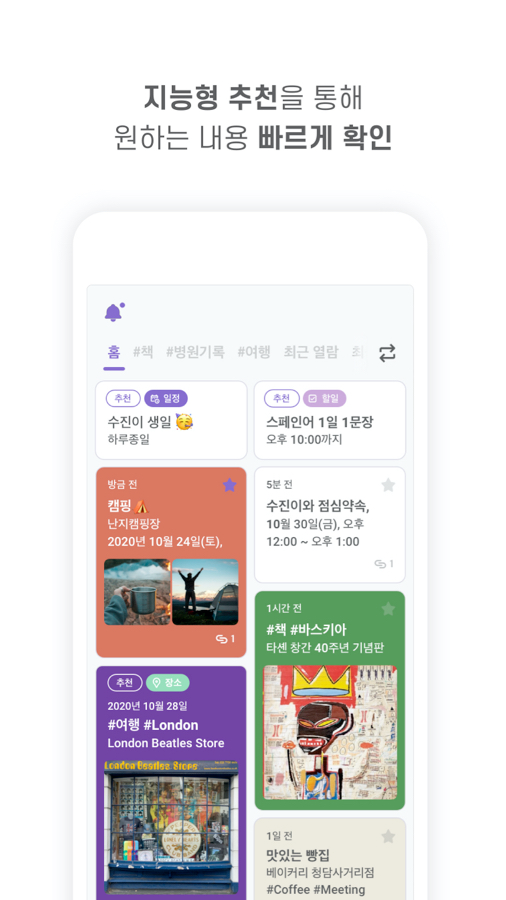 지능형 추천을 통해
원하는 내용 빠르게 확인
홈 #책 #병원기록 #여행 최근 열람
추천 일정
수진이 생일
하루종일
추천 할일
스페인어 1일 1문장
오후 10:00까지
방금 전
캠핑
난지캠핑장
2020년 10월 24일(토),
1
5분 전
수진이와 점심약속,
10월 30일(금), 오후
12:00 ~ 오후 1:00
1
1시간 전
#책 #바스키아
타셴 창간 40주년 기념판
추천 장소
2020년 10월 28일
#여행 #London
London Beatles Store
London Beatles Store
1일 전
맛있는 빵집
베이커리 청담사거리점
#Coffee #Meeting